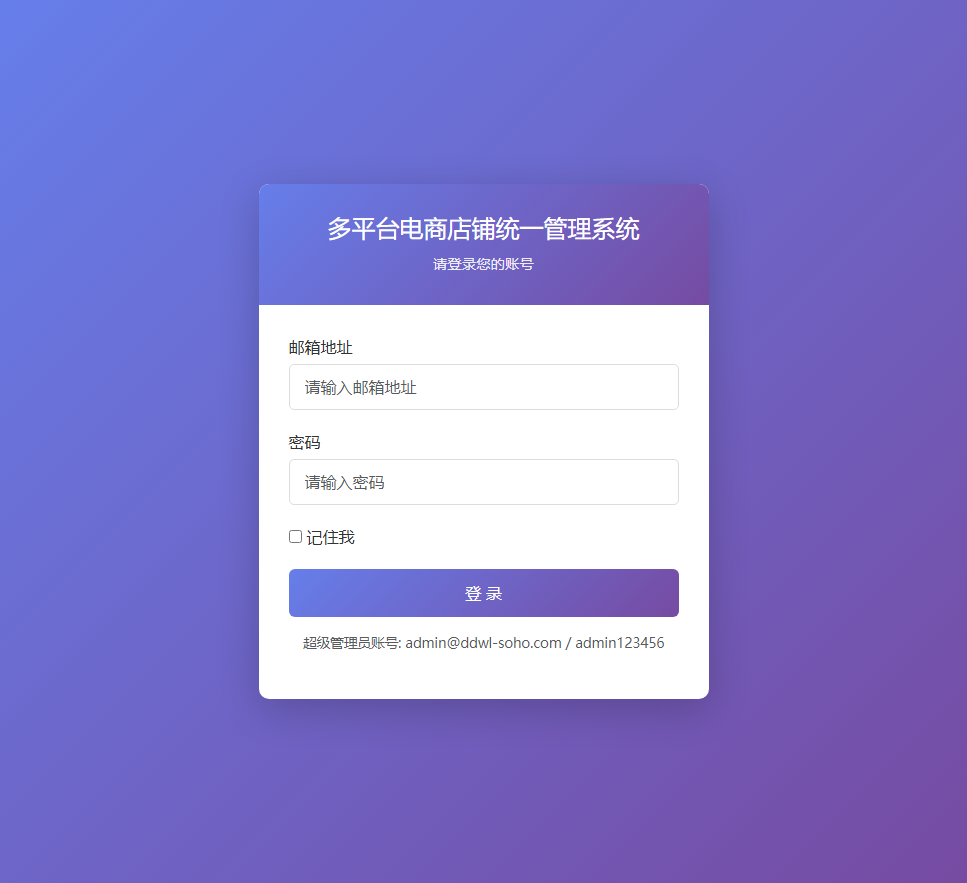 多平台电商店铺统一管理系统
请登录您的账号
邮箱地址
请输入邮箱地址
密码
请输入密码
记住我
登 录
超级管理员账号: admin@ddwl-soho.com / admin123456